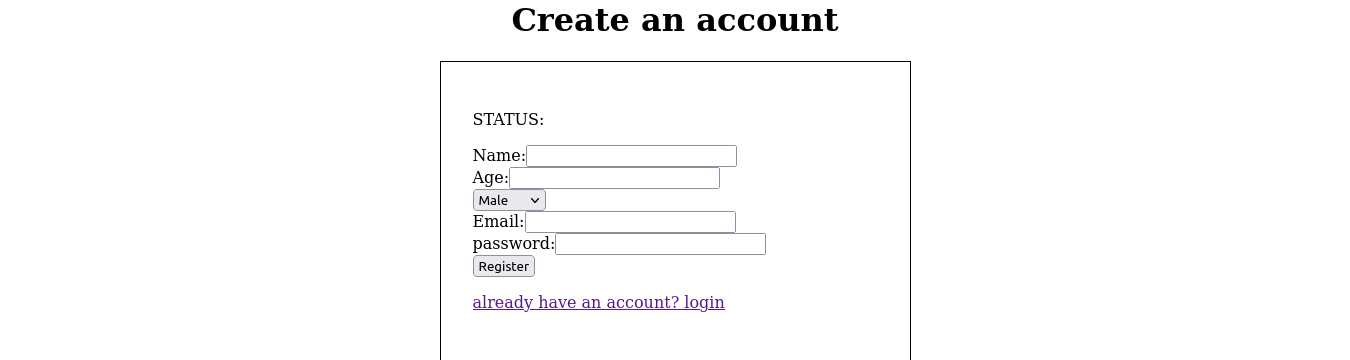 Create an account
STATUS:
Name:
Age:
Male
Email:
password:
Register
already have an account? login